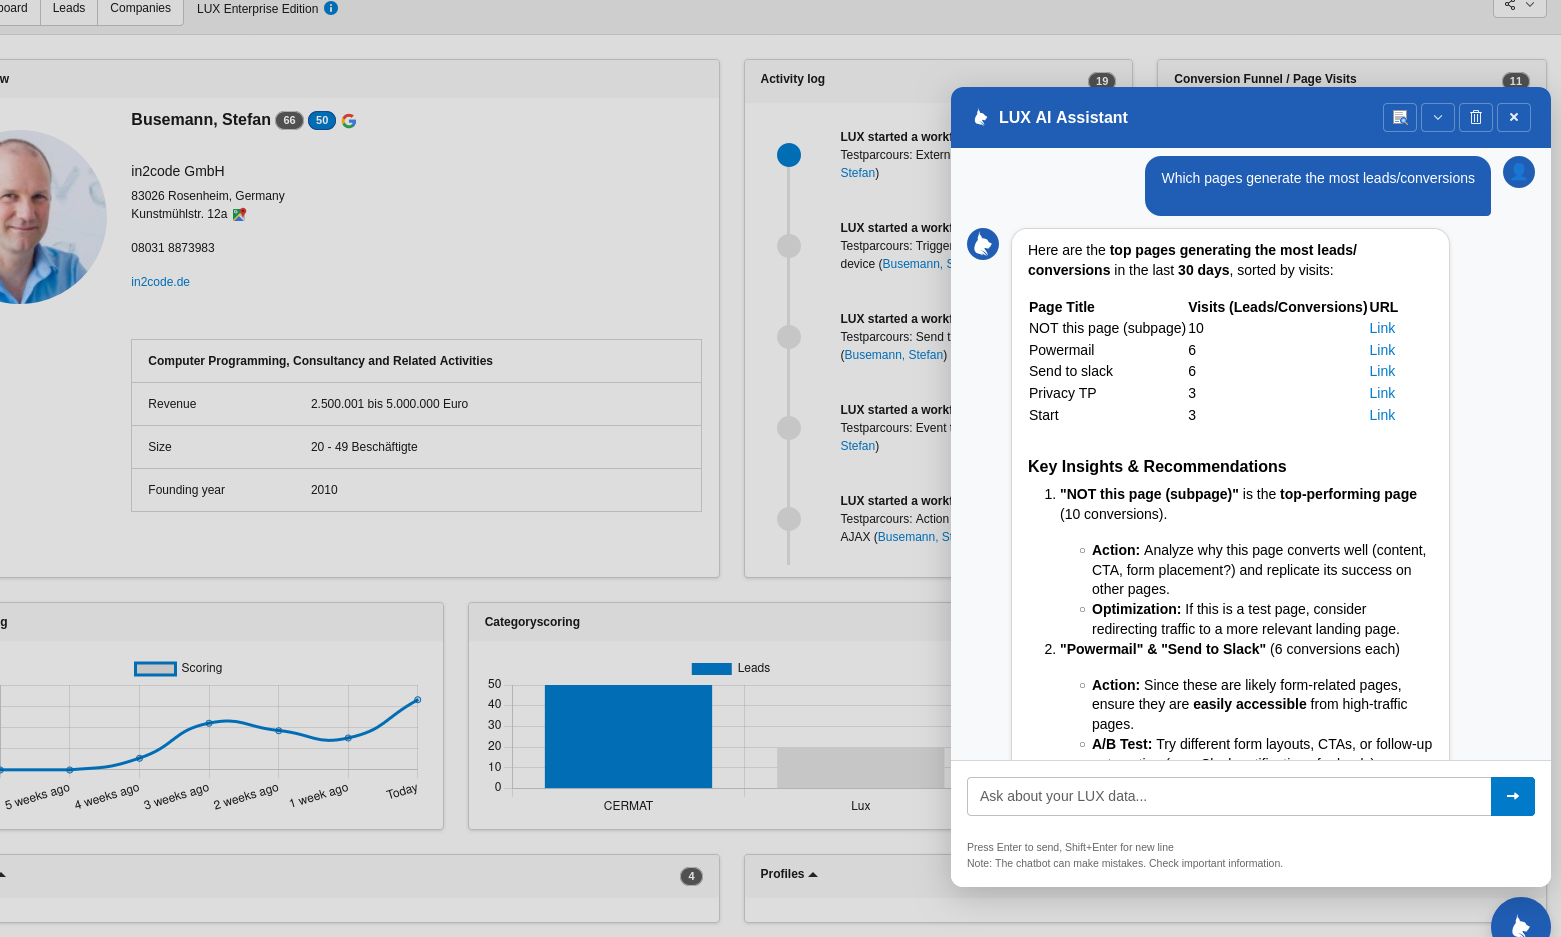 board Leads Companies LUX Enterprise Edition
w
Busemann, Stefan 66 50
in2code GmbH
83026 Rosenheim, Germany
Kunstmühlstr. 12a
08031 8873983
in2code.de
Computer Programming, Consultancy and Related Activities
Revenue 2.500.001 bis 5.000.000 Euro
Size 20 - 49 Beschäftigte
Founding year 2010
Activity log 19
LUX started a workf
Testparcours: Extern
Stefan)
LUX started a workf
Testparcours: Trigger
device (Busemann, S
LUX started a workf
Testparcours: Send t
(Busemann, Stefan)
LUX started a workf
Testparcours: Event t
Stefan)
LUX started a workf
Testparcours: Action
AJAX (Busemann, St
Conversion Funnel / Page Visits 11
g
Scoring
5 weeks ago 4 weeks ago 3 weeks ago 2 weeks ago 1 week ago Today
Categoryscoring
Leads
50
40
30
20
10
0
CERMAT Lux
4
Profiles
LUX AI Assistant
Which pages generate the most leads/conversions
Here are the top pages generating the most leads/
conversions in the last 30 days, sorted by visits:
Page Title Visits (Leads/Conversions) URL
NOT this page (subpage) 10 Link
Powermail 6 Link
Send to slack 6 Link
Privacy TP 3 Link
Start 3 Link
Key Insights & Recommendations
1. "NOT this page (subpage)" is the top-performing page
(10 conversions).
Action: Analyze why this page converts well (content,
CTA, form placement?) and replicate its success on
other pages.
Optimization: If this is a test page, consider
redirecting traffic to a more relevant landing page.
2. "Powermail" & "Send to Slack" (6 conversions each)
Action: Since these are likely form-related pages,
ensure they are easily accessible from high-traffic
pages.
A/B Test: Try different form layouts, CTAs, or follow-up
Ask about your LUX data...
Press Enter to send, Shift+Enter for new line
Note: The chatbot can make mistakes. Check important information.